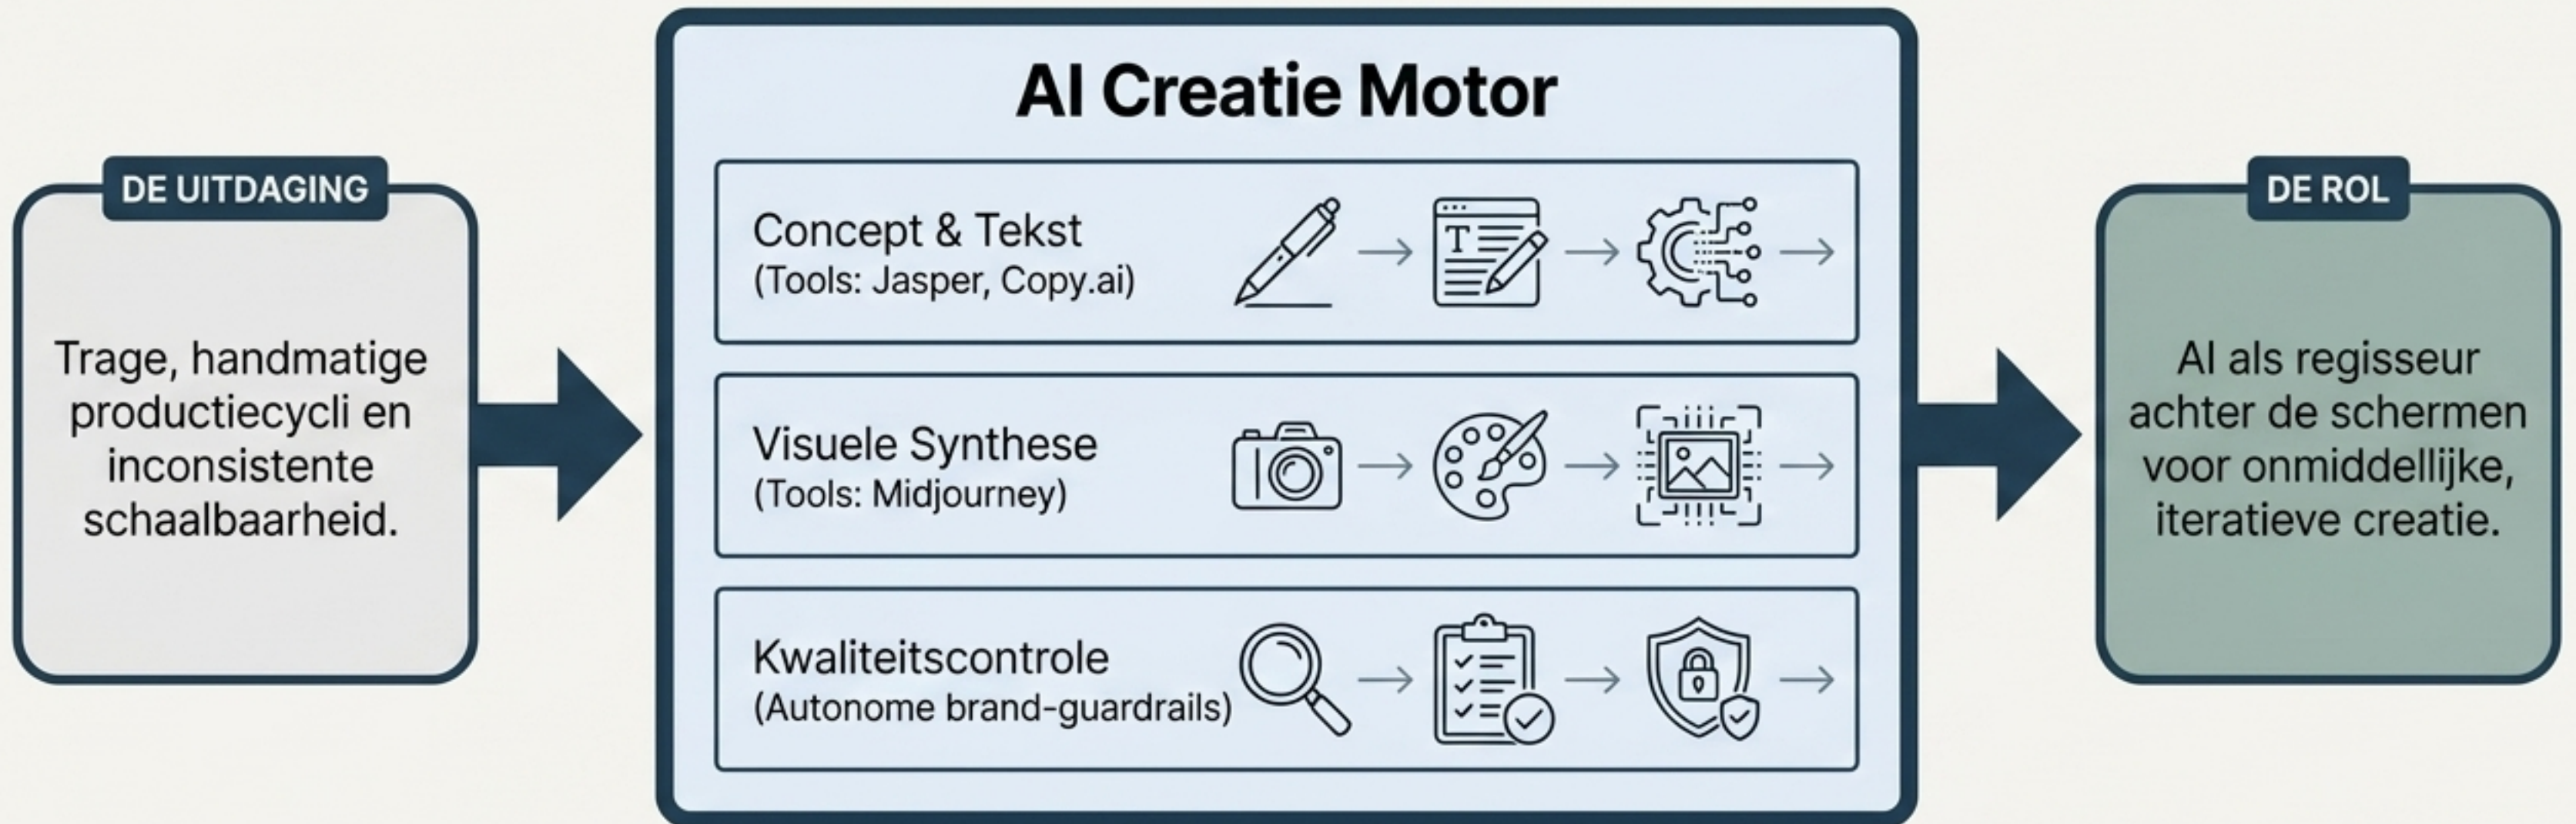 DE UITDAGING
Trage, handmatige
productiecycli en
inconsistente
schaalbaarheid.
AI Creatie Motor
Concept & Tekst
(Tools: Jasper, Copy.ai)
T
Visuele Synthese
(Tools: Midjourney)
Kwaliteitscontrole
(Autonome brand-guardrails)
DE ROL
AI als regisseur
achter de schermen
voor onmiddellijke,
iteratieve creatie.